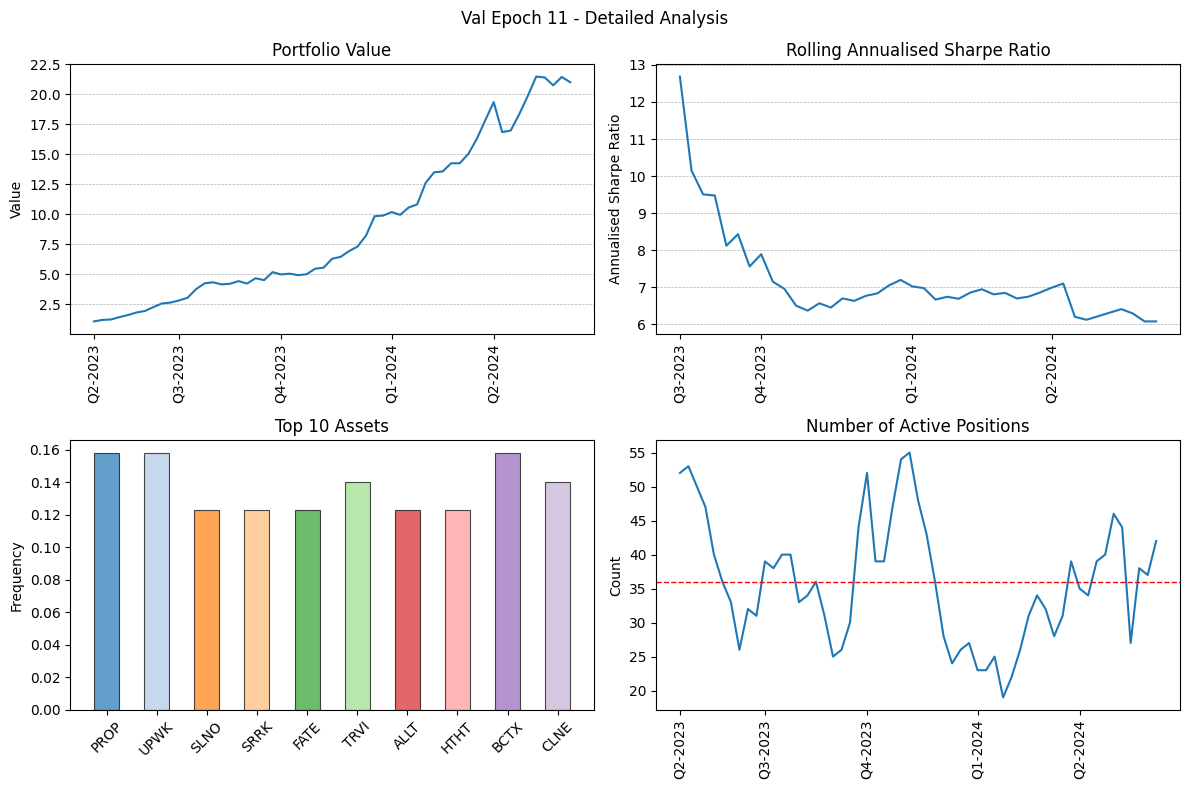 Val Epoch 11 - Detailed Analysis
Portfolio Value
Value
22.5
20.0
17.5
15.0
12.5
10.0
7.5
5.0
2.5
Q2-2023
Q3-2023
Q4-2023
Q1-2024
Q2-2024
Rolling Annualised Sharpe Ratio
Annualised Sharpe Ratio
13
12
11
10
9
8
7
6
Q3-2023
Q4-2023
Q1-2024
Q2-2024
Top 10 Assets
Frequency
0.16
0.14
0.12
0.10
0.08
0.06
0.04
0.02
0.00
PROP
UPWK
SLNO
SRRK
FATE
TRVI
ALLT
HTHT
BCTX
CLNE
Number of Active Positions
Count
55
50
45
40
35
30
25
20
Q2-2023
Q3-2023
Q4-2023
Q1-2024
Q2-2024